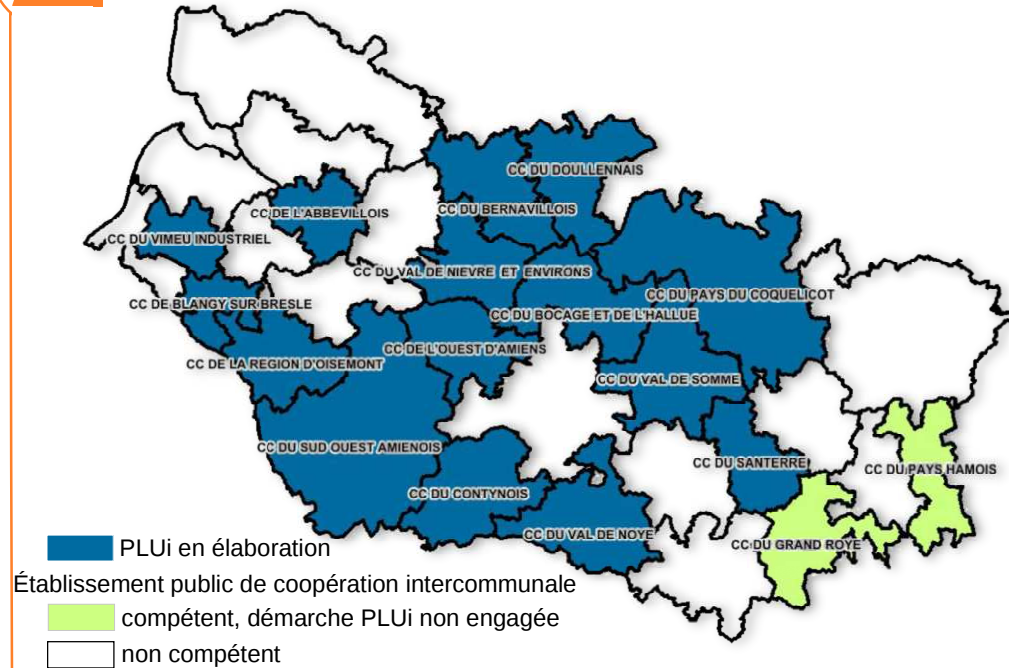 CC DU DOULLENNAIS
CC DE L'ABBEVILLOIS
CC DU BERNAVILLOIS
CC DU VIMEU INDUSTRIEL
CC DU VAL DE NIEVRE ET ENVIRONS
CC DU PAYS DU COQUELICOT
CC DE BLANGY SUR BRESLE
CC DU BOCAGE ET DE L'HALLUE
CC DE L'OUEST D'AMIENS
CC DE LA REGION D'OISEMONT
CC DU VAL DE SOMME
CC DU SUD OUEST AMIENOIS
CC DU SANTERRE
CC DU PAYS HAMOIS
CC DU CONTYNOIS
CC DU VAL DE NOYE
CC DU GRAND ROYE
PLUi en élaboration
Établissement public de coopération intercommunale
compétent, démarche PLUi non engagée
non compétent